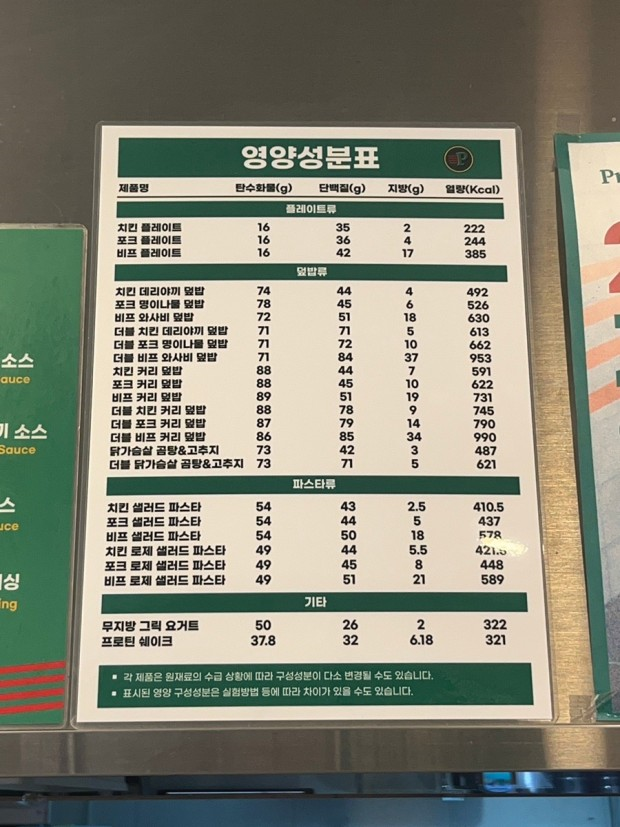 영양성분표
P
제품명 탄수화물(g) 단백질(g) 지방(g) 열량(Kcal)
플레이트류
치킨 플레이트 16 35 2 222
포크 플레이트 16 36 4 244
비프 플레이트 16 42 17 385
덮밥류
치킨 데리야끼 덮밥 74 44 4 492
포크 명이나물 덮밥 78 45 6 526
비프 와사비 덮밥 72 51 18 630
더블 치킨 데리야끼 덮밥 71 71 5 613
더블 포크 명이나물 덮밥 71 72 10 662
더블 비프 와사비 덮밥 71 84 37 953
치킨 커리 덮밥 88 44 7 591
포크 커리 덮밥 88 45 10 622
비프 커리 덮밥 89 51 19 731
더블 치킨 커리 덮밥 88 78 9 745
더블 포크 커리 덮밥 87 79 14 790
더블 비프 커리 덮밥 86 85 34 990
닭가슴살 곰탕&고추지 73 42 3 487
더블 닭가슴살 곰탕&고추지 73 71 5 621
파스타류
치킨 샐러드 파스타 54 43 2.5 410.5
포크 샐러드 파스타 54 44 5 437
비프 샐러드 파스타 54 50 18 578
치킨 로제 샐러드 파스타 49 44 5.5
포크 로제 샐러드 파스타 49 45 8 448
비프 로제 샐러드 파스타 49 51 21 589
기타
무지방 그릭 요거트 50 26 2 322
프로틴 쉐이크 37.8 32 6.18 321
▪ 각 제품은 원재료의 수급 상황에 따라 구성성분이 다소 변경될 수도 있습니다.
▪ 표시된 영양 구성성분은 실험방법 등에 따라 차이가 있을 수도 있습니다.
소스
소스
Sauce